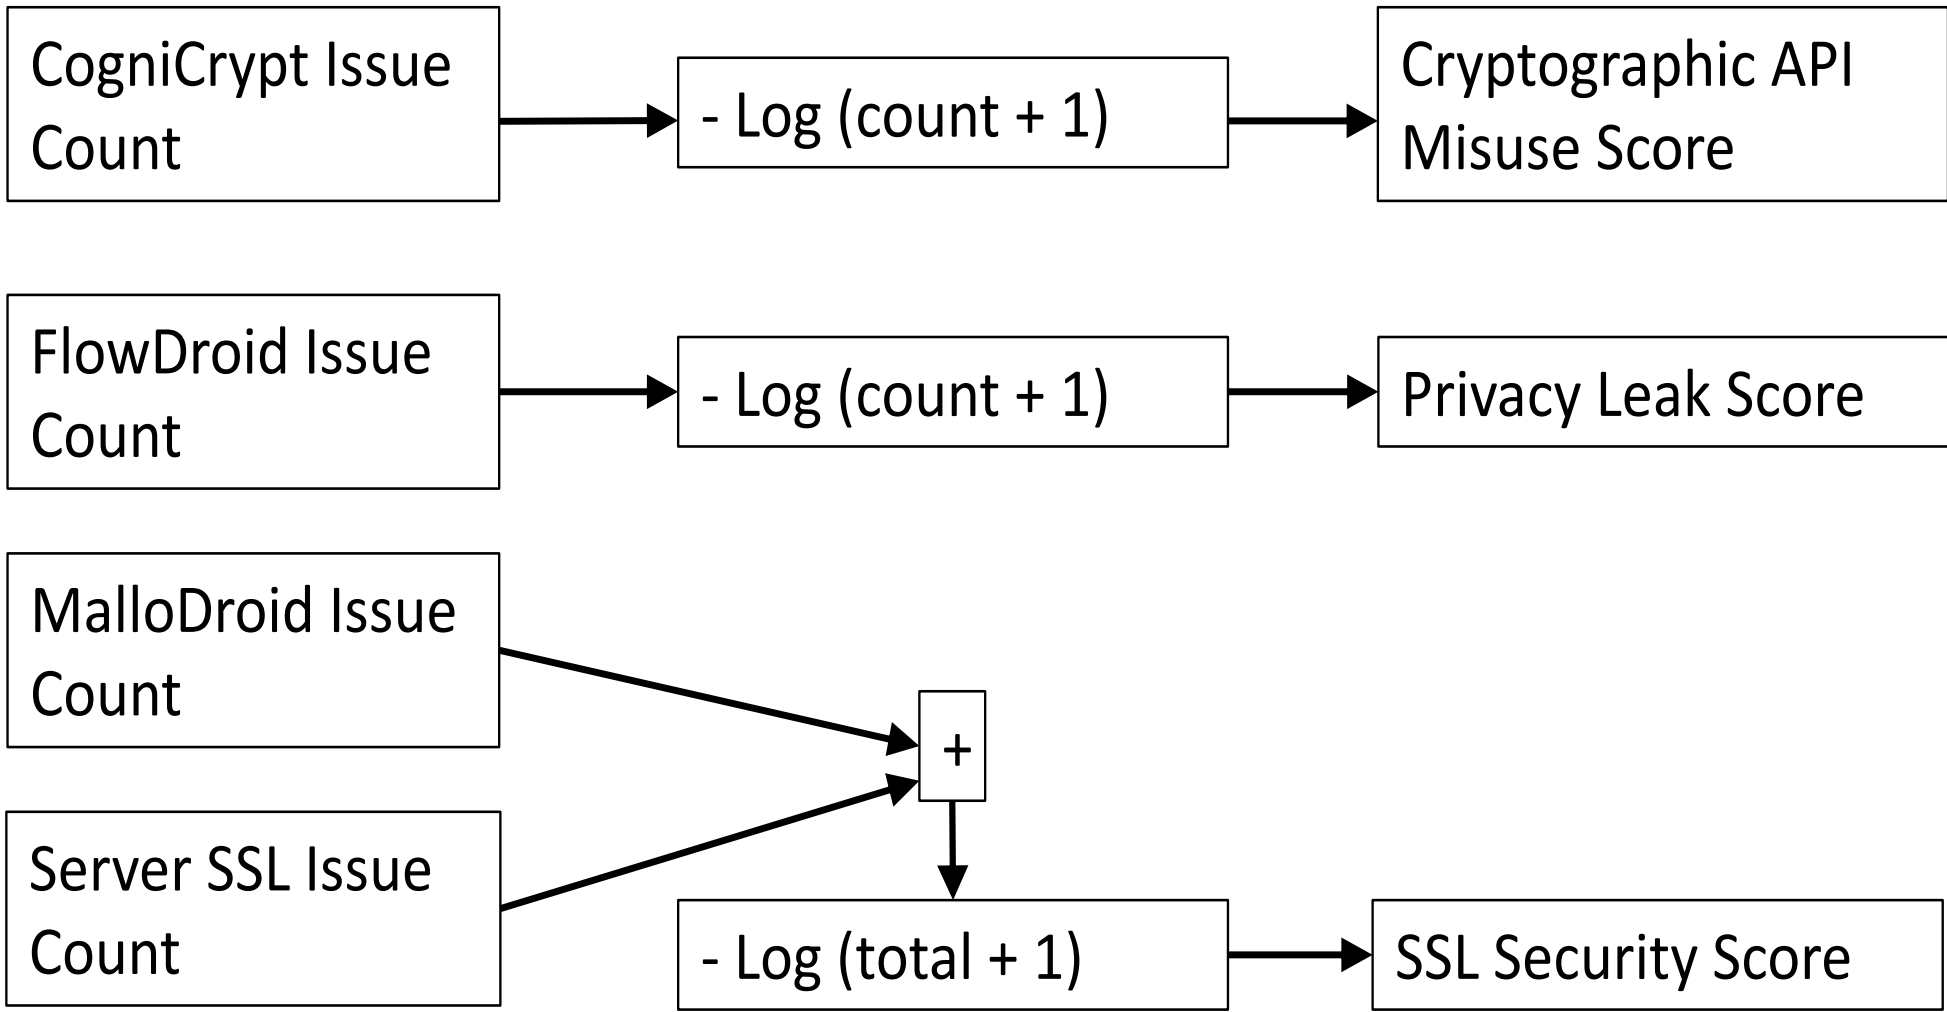 CogniCrypt Issue
Count
- Log (count + 1)
Cryptographic API
Misuse Score
FlowDroid Issue
Count
- Log (count + 1)
Privacy Leak Score
MalloDroid Issue
Count
+
Server SSL Issue
Count
- Log (total + 1)
SSL Security Score